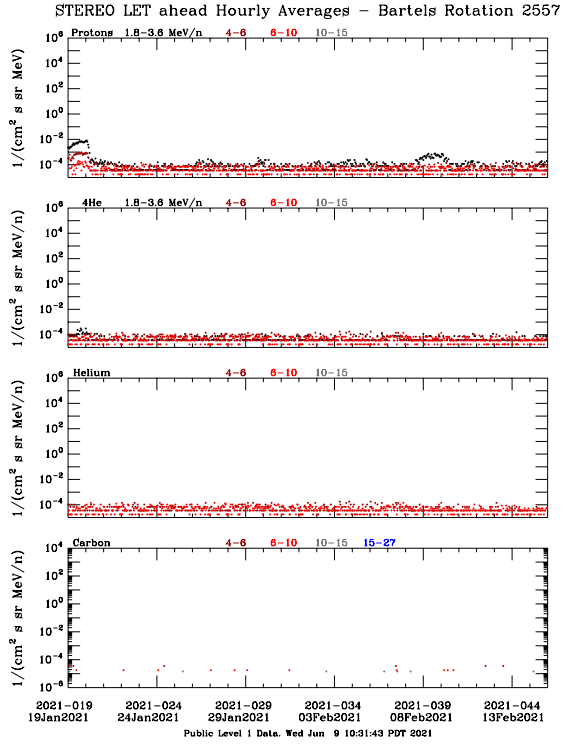 STEREO LET ahead Hourly Averages - Bartels Rotation 2557
Protons 1.8-3.6 MeV/n 4-6 6-10 10-15
10^6
10^4
10^2
10^0
10^-2
10^-4
1/(cm^2 s sr MeV)
4He 1.8-3.6 MeV/n 4-6 6-10 10-15
10^6
10^4
10^2
10^0
10^-2
10^-4
1/(cm^2 s sr MeV/n)
Helium 4-6 6-10 10-15
10^6
10^4
10^2
10^0
10^-2
10^-4
1/(cm^2 s sr MeV/n)
Carbon 4-6 6-10 10-15 15-27
10^4
10^2
10^0
10^-2
10^-4
10^-6
1/(cm^2 s sr MeV/n)
2021-019 2021-024 2021-029 2021-034 2021-039 2021-044
19Jan2021 24Jan2021 29Jan2021 03Feb2021 08Feb2021 13Feb2021
Public Level 1 Data. Wed Jun 9 10:31:43 PDT 2021